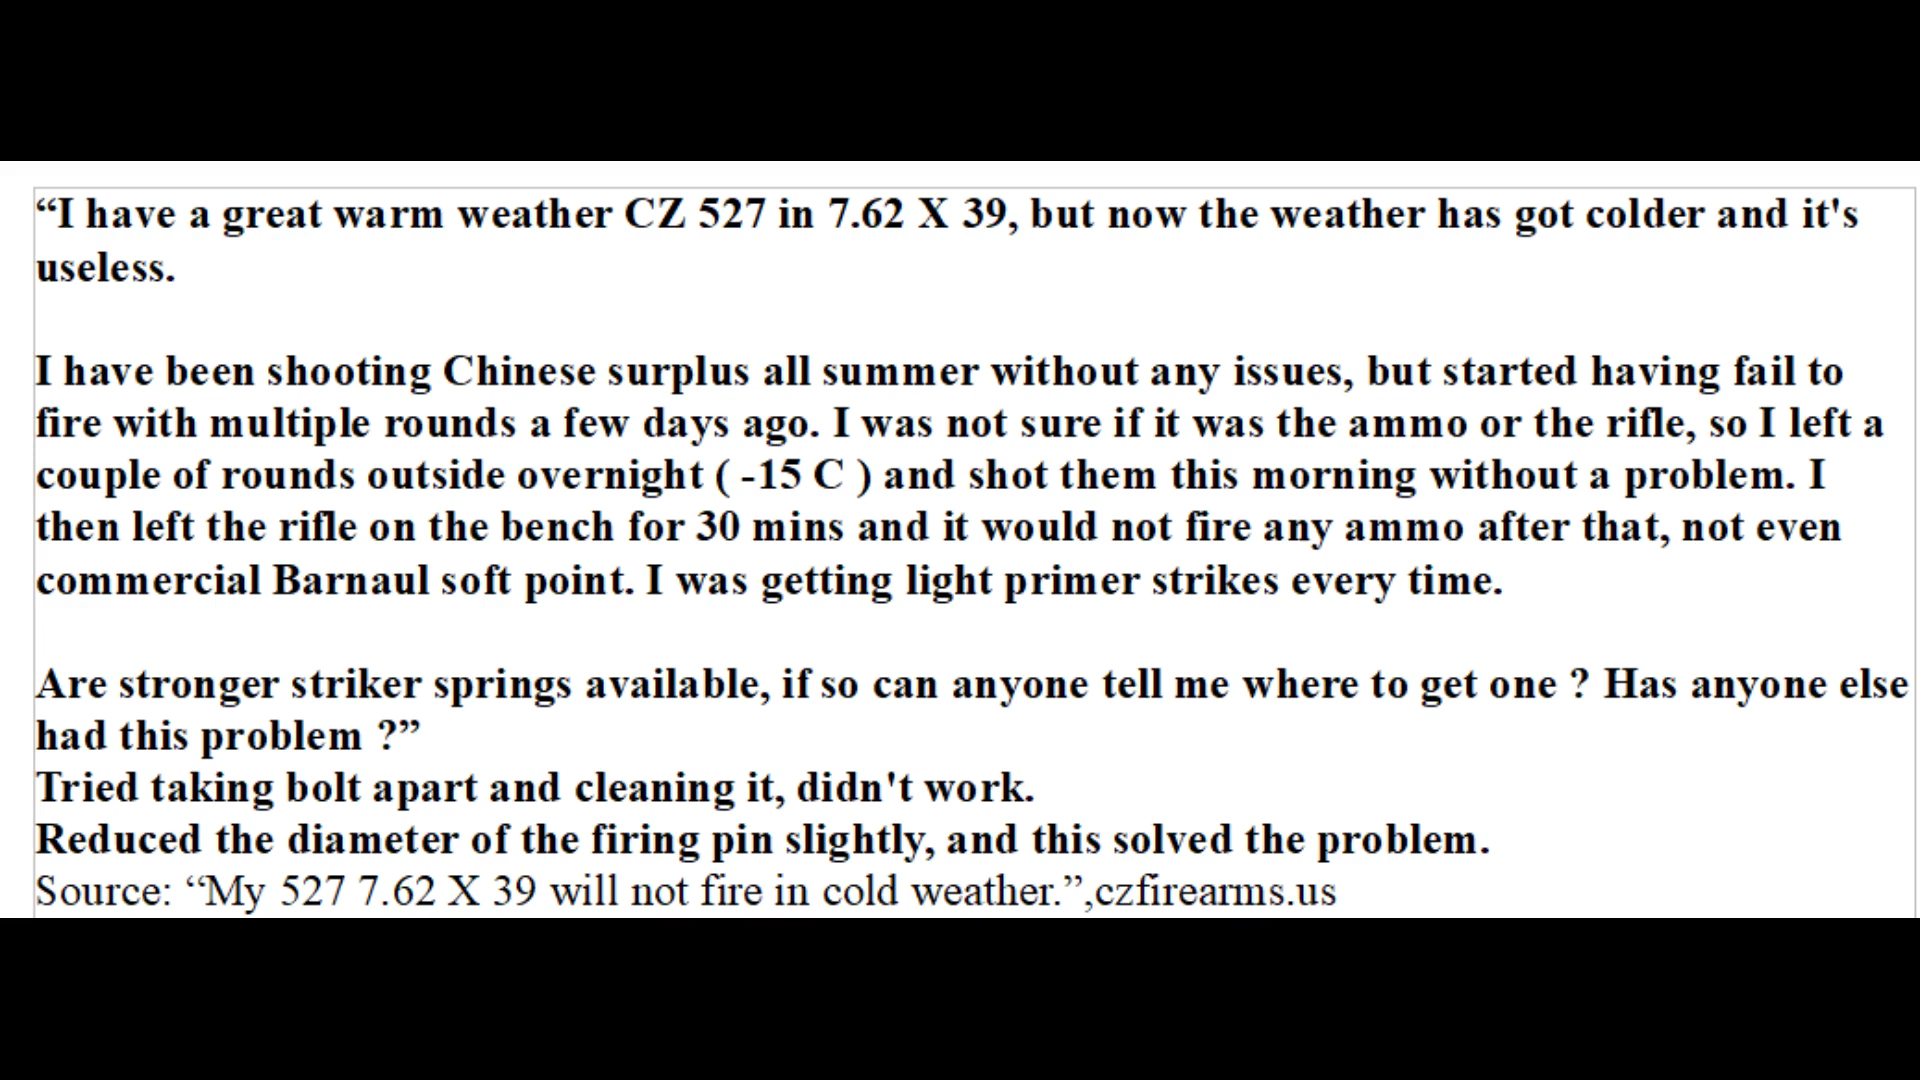 “I have a great warm weather CZ 527 in 7.62 X 39, but now the weather has got colder and it's
useless.
I have been shooting Chinese surplus all summer without any issues, but started having fail to
fire with multiple rounds a few days ago. I was not sure if it was the ammo or the rifle, so I left a
couple of rounds outside overnight ( -15 C ) and shot them this morning without a problem. I
then left the rifle on the bench for 30 mins and it would not fire any ammo after that, not even
commercial Barnaul soft point. I was getting light primer strikes every time.
Are stronger striker springs available, if so can anyone tell me where to get one ? Has anyone else
had this problem ?”
Tried taking bolt apart and cleaning it, didn't work.
Reduced the diameter of the firing pin slightly, and this solved the problem.
Source: “My 527 7.62 X 39 will not fire in cold weather.”,czfirearms.us